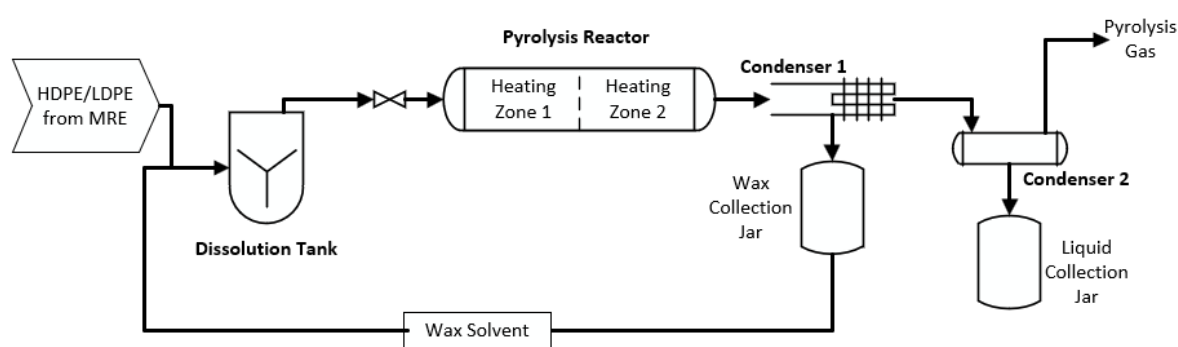 Pyrolysis Reactor
Pyrolysis
Gas
HDPE/LDPE
from MRE
Heating
Zone 1
Heating
Zone 2
Condenser 1
Condenser 2
Wax
Collection
Jar
Dissolution Tank
Liquid
Collection
Jar
Wax Solvent